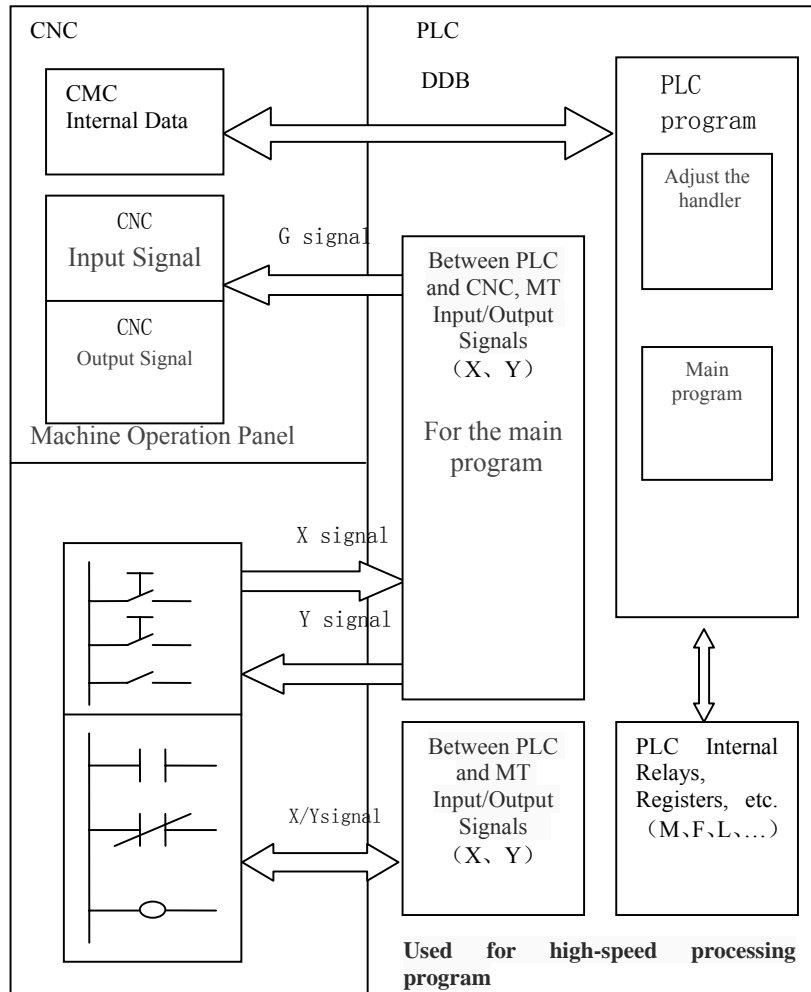 CNC
CMC
Internal Data
CNC
Input Signal
CNC
Output Signal
Machine Operation Panel
PLC
DDB
G signal
Between PLC
and CNC, MT
Input/Output
Signals
（X、Y）
For the main
program
PLC
program
Adjust the
handler
Main
program
X signal
Y signal
X/Ysignal
Between PLC
and MT
Input/Output
Signals
（X、Y）
PLC Internal
Relays,
Registers, etc.
（M、F、L、…）
Used for high-speed processing
program